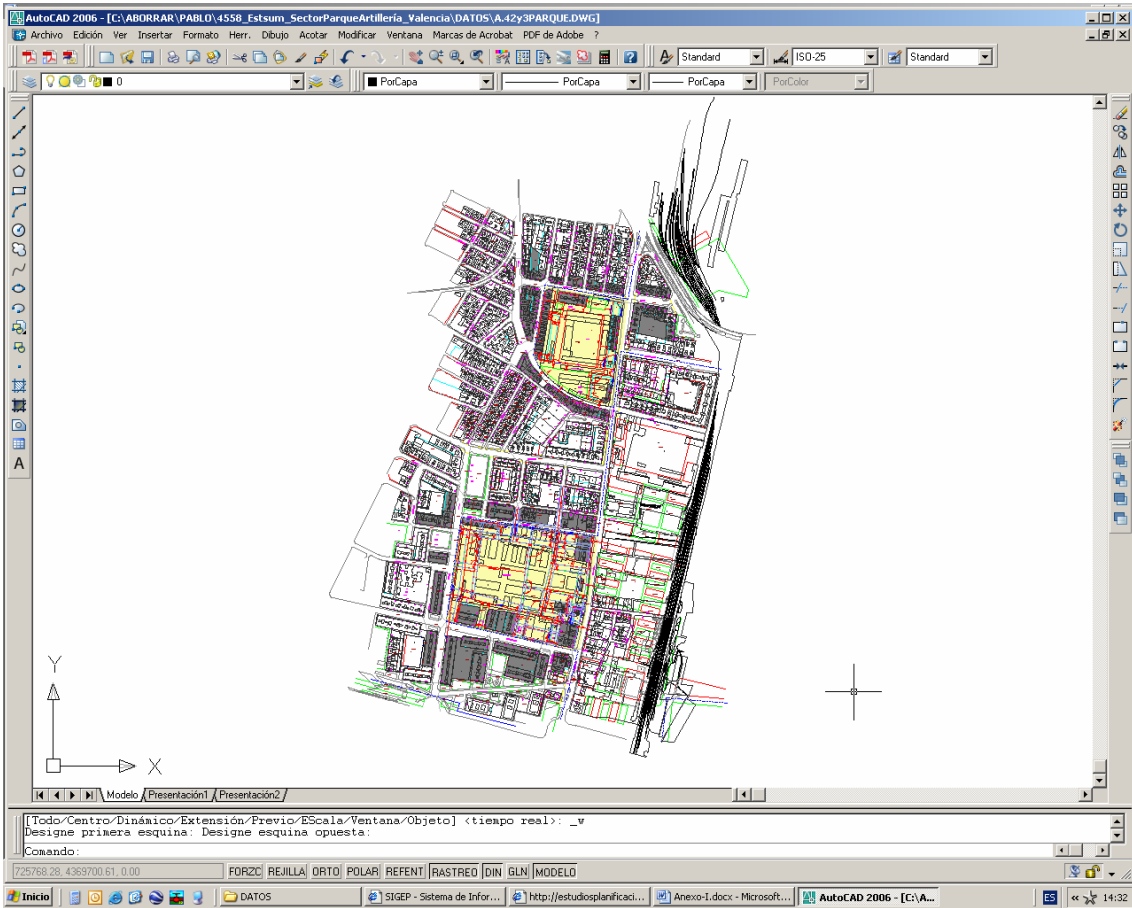 AutoCAD 2006 - [C:\ABORRAR\PABLO\4558_Estsum_SectorParqueArtillería_Valencia\DATOS\A.42y3PARQUE.DWG]
Archivo Edición Ver Insertar Formato Herr. Dibujo Acotar Modificar Ventana Marcas de Acrobat PDF de Adobe ?
Standard ISO-25 Standard
0 PorCapa PorCapa PorCapa PorColor
A
Y
X
Modelo Presentación1 Presentación2
[Todo/Centro/Dinámico/Extensión/Previo/EScala/Ventana/Objeto] <tiempo real>: _w
Designe primera esquina: Designe esquina opuesta:
Comando:
725768.28, 4369700.61, 0.00 FORZC REJILLA ORTO POLAR REFENT RASTREO DIN GLN MODELO
Inicio DATOS SIGEP - Sistema de Infor... http://estudiosplanificaci... Anexo-I.docx - Microsoft... AutoCAD 2006 - [C:\A... ES « 14:32